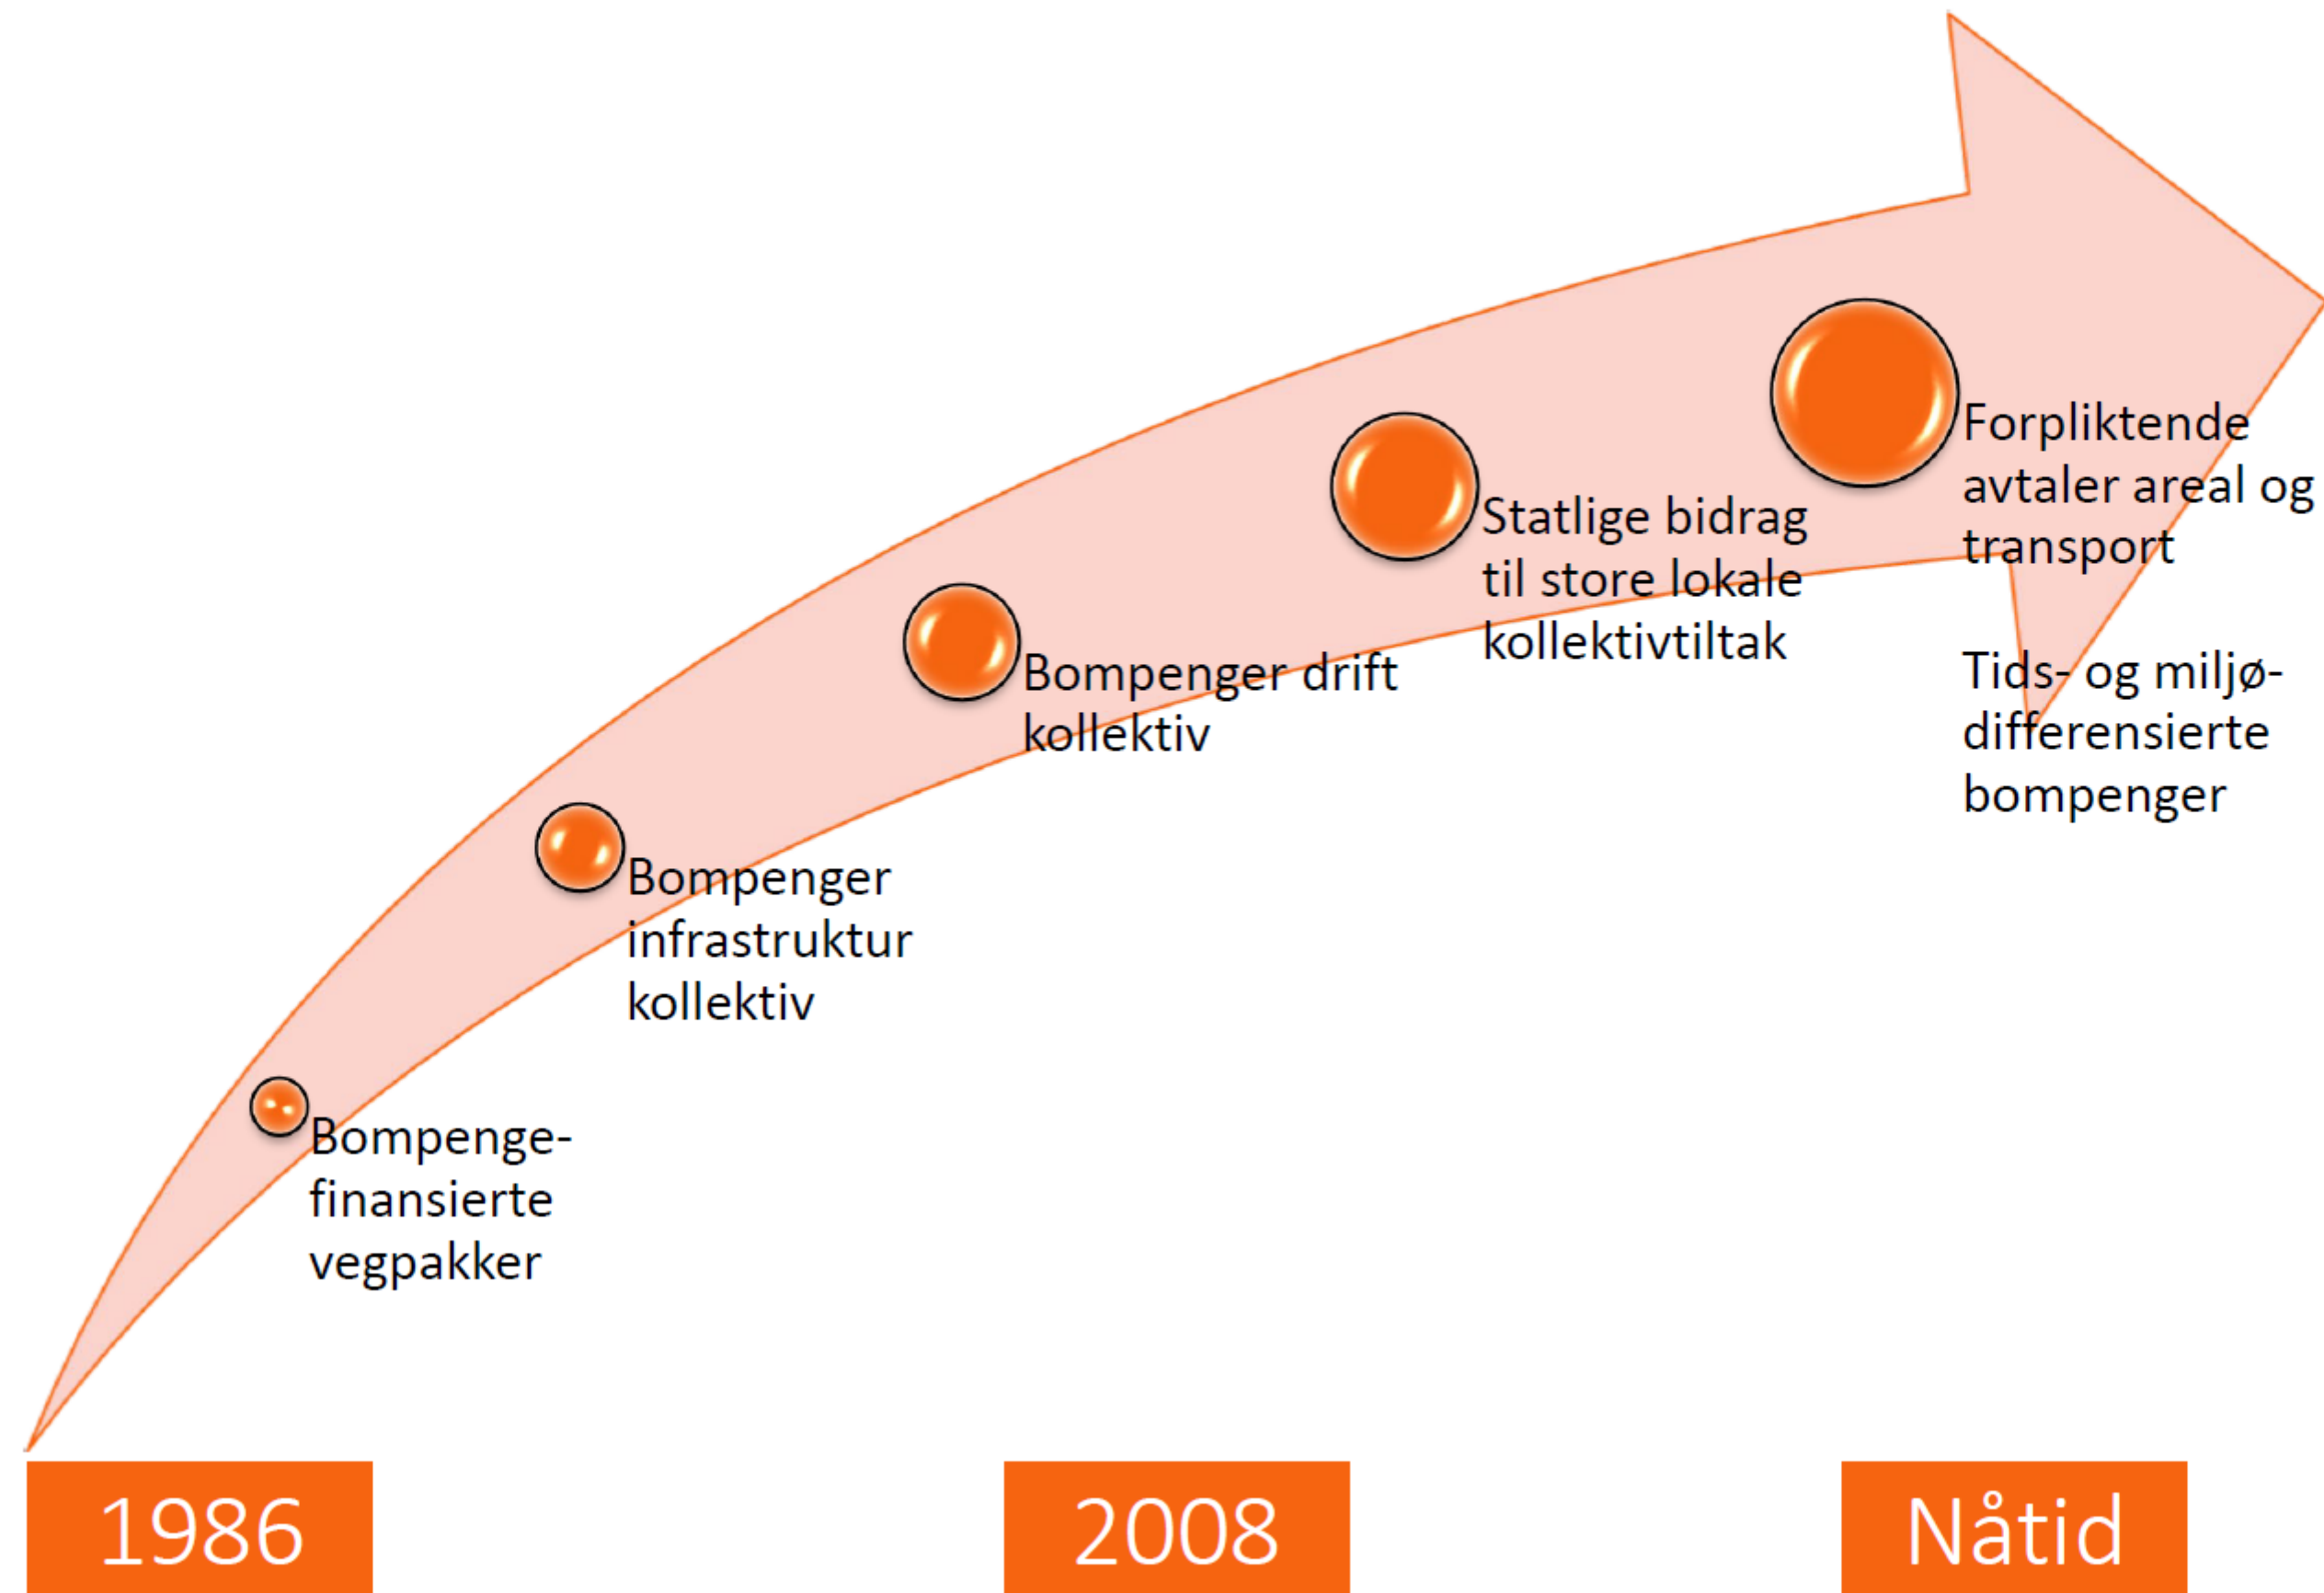 Bompenge-
finansierte
vegpakker
Bompenger
infrastruktur
kollektiv
Bompenger drift
kollektiv
Statlige bidrag
til store lokale
kollektivtiltak
Forpliktende
avtaler areal og
transport
Tids- og miljø-
differensierte
bompenger
1986
2008
Nåtid